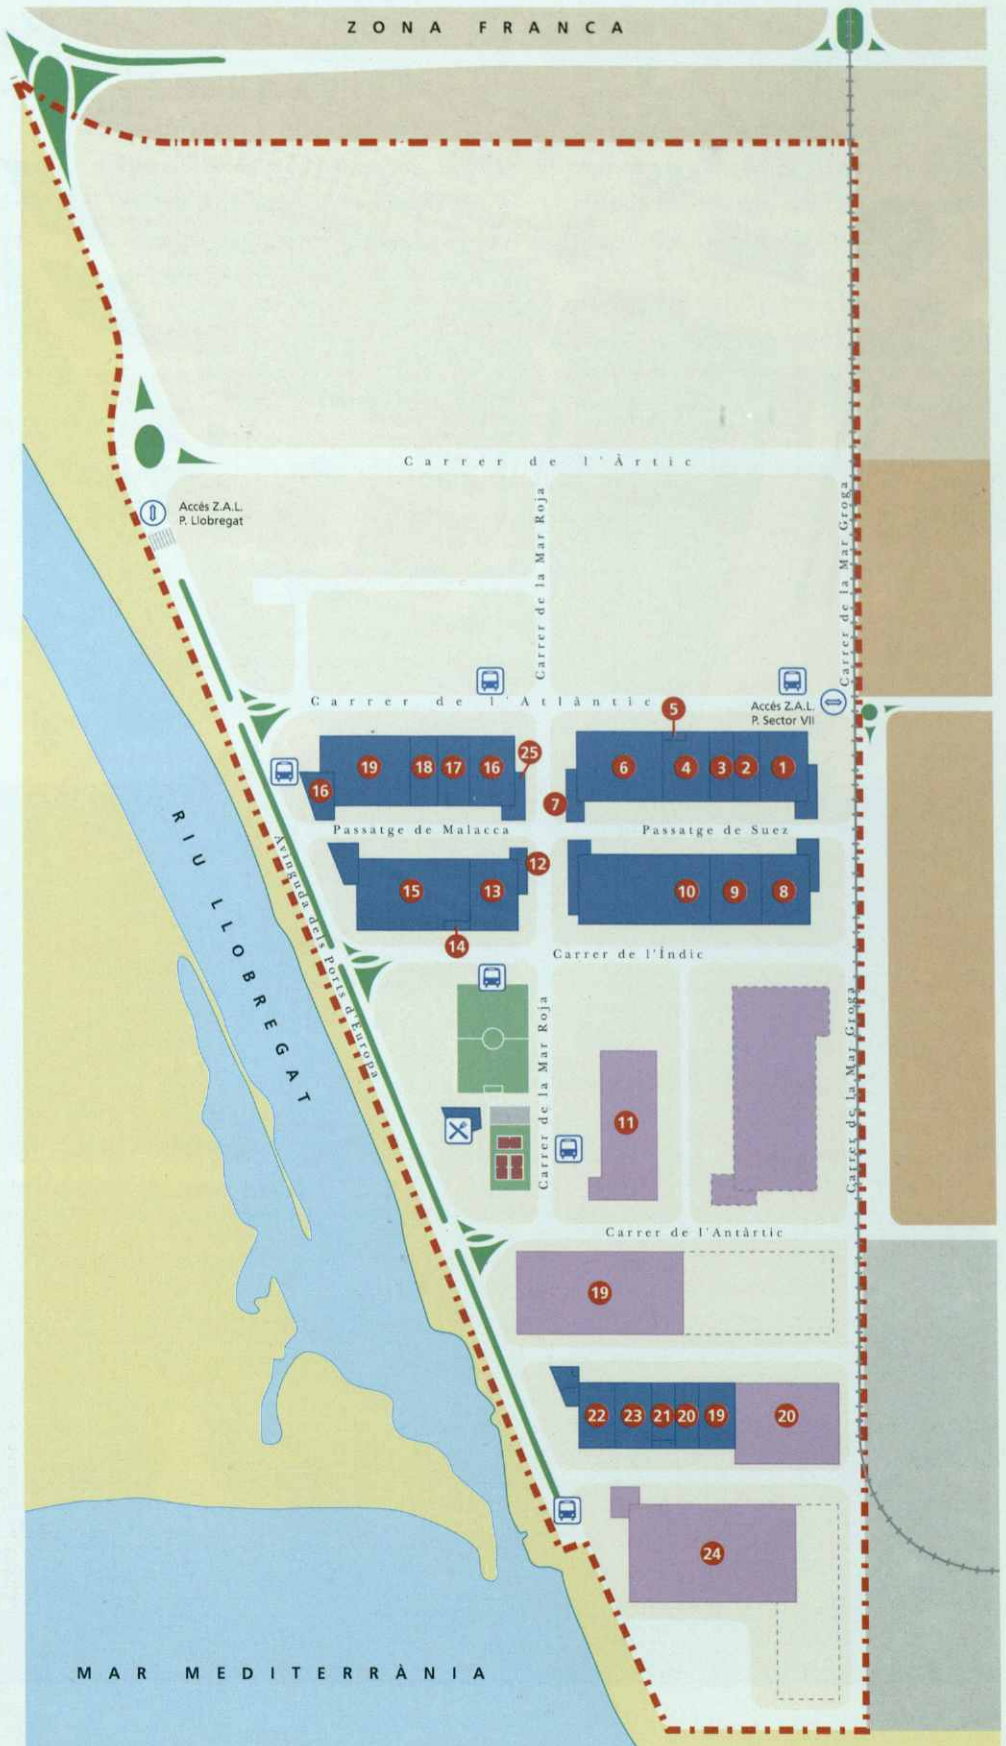 ZONA FRANCA
Carrer de l'Àrtic
Accés Z.A.L.
P. Llobregat
Carrer de la Mar Roja
Carrer de la Mar Groga
Carrer de l'Atlàntic
Accés Z.A.L.
P. Sector VII
5
19
18
17
16
25
6
4
3
2
1
16
7
Passatge de Malacca
Passatge de Suez
12
15
13
10
9
8
14
Carrer de l'Índic
RIU LLOBREGAT
Avinguda dels Ports d'Europa
Carrer de la Mar Roja
Carrer de la Mar Groga
11
Carrer de l'Antàrtic
19
22
23
21
20
19
20
24
MAR MEDITERRÀNIA